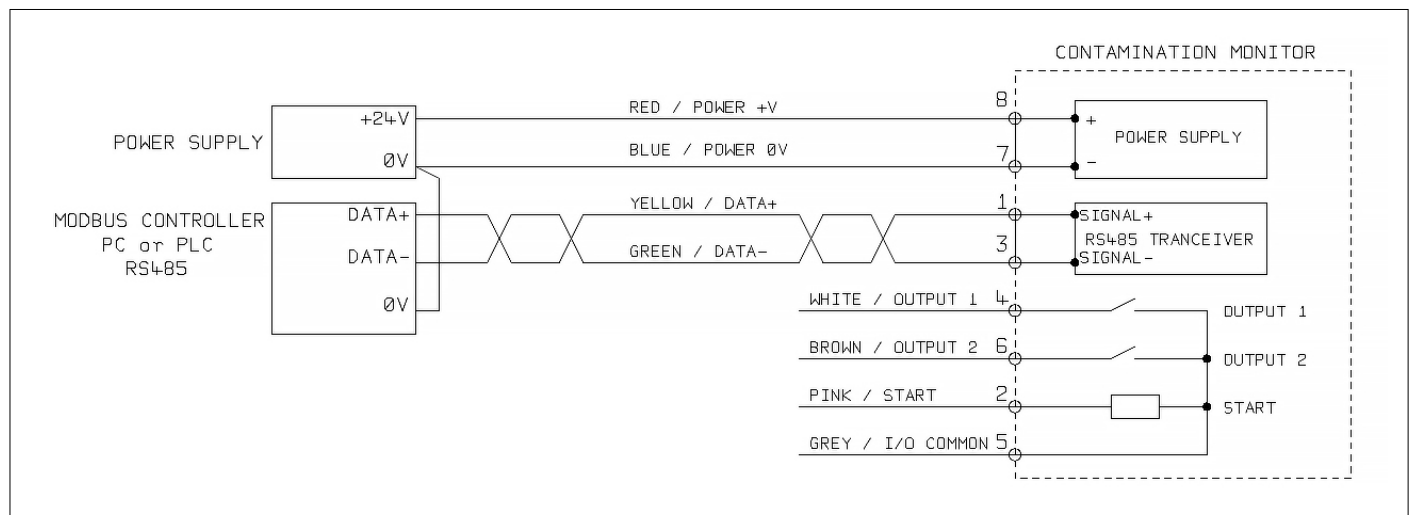 CONTAMINATION MONITOR
POWER SUPPLY
+24V
0V
RED / POWER +V
8
+
POWER SUPPLY
BLUE / POWER 0V
7
-
MODBUS CONTROLLER
PC or PLC
RS485
DATA+
DATA-
0V
YELLOW / DATA+
1
SIGNAL+
RS485 TRANCEIVER
GREEN / DATA-
3
SIGNAL-
WHITE / OUTPUT 1
4
OUTPUT 1
BROWN / OUTPUT 2
6
OUTPUT 2
PINK / START
2
START
GREY / I/O COMMON
5